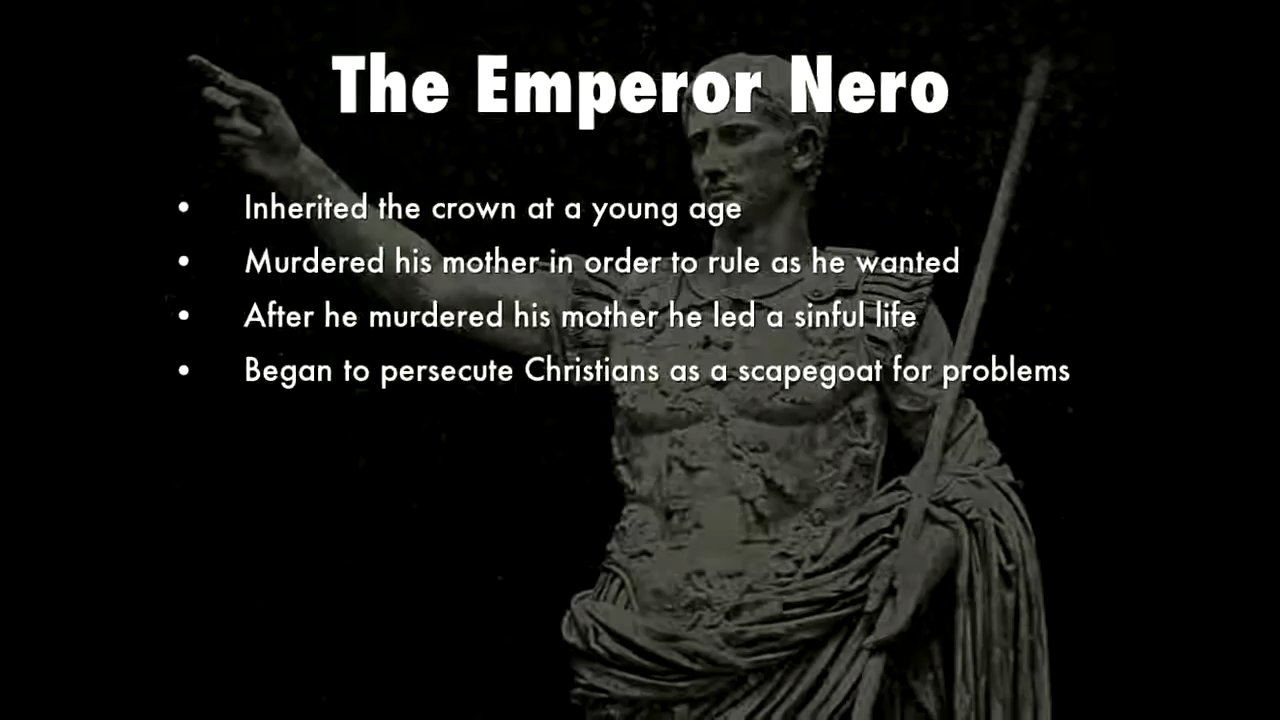 The Emperor Nero
• Inherited the crown at a young age
• Murdered his mother in order to rule as he wanted
• After he murdered his mother he led a sinful life
• Began to persecute Christians as a scapegoat for problems